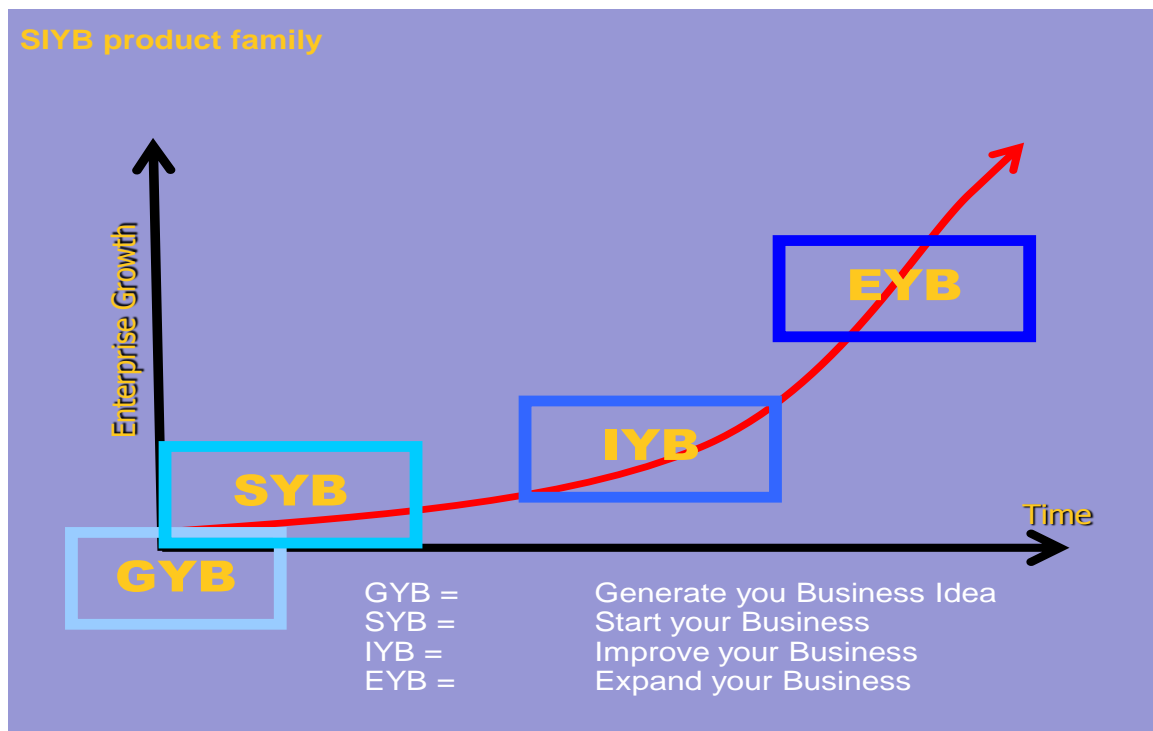 SIYB product family
Enterprise Growth
EYB
IYB
SYB
Time
GYB
GYB = Generate you Business Idea
SYB = Start your Business
IYB = Improve your Business
EYB = Expand your Business